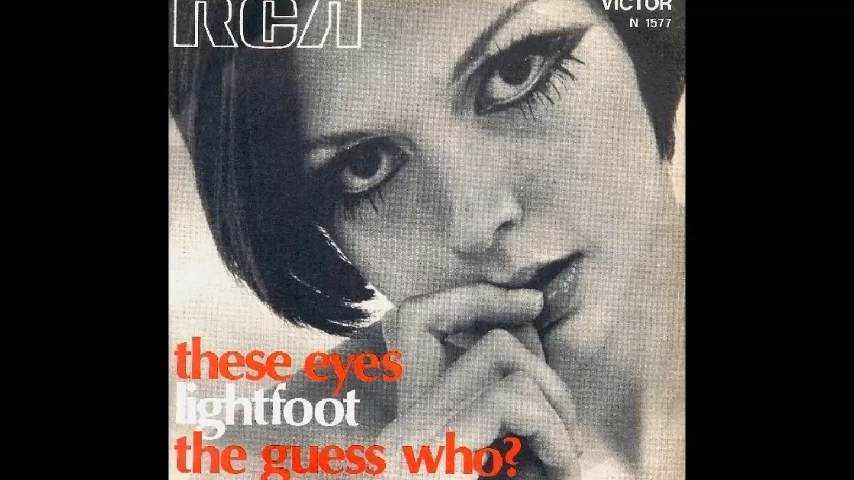 RCA
VICTOR
N 1577
these eyes
lightfoot
the guess who?